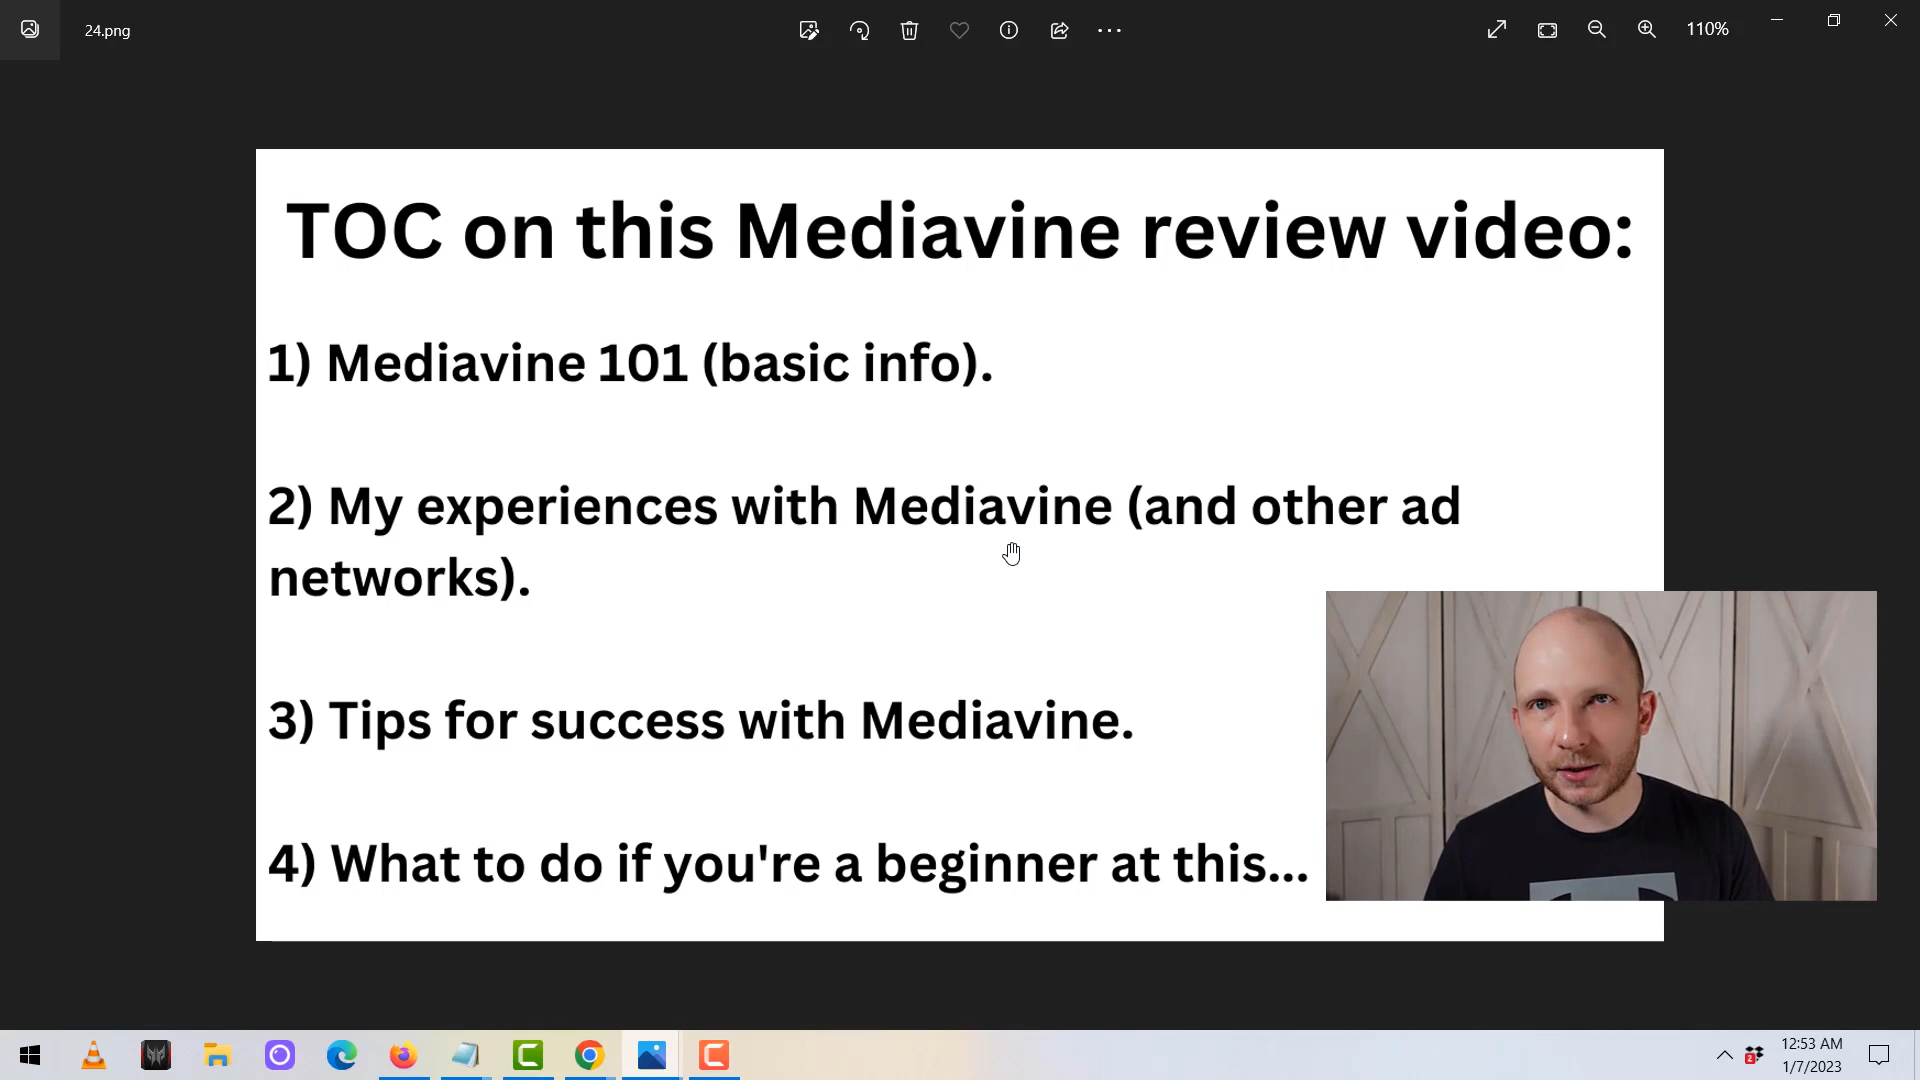 24.png
110%
TOC on this Mediavine review video:
1) Mediavine 101 (basic info).
2) My experiences with Mediavine (and other ad
networks).
3) Tips for success with Mediavine.
4) What to do if you're a beginner at this...
12:53 AM
1/7/2023